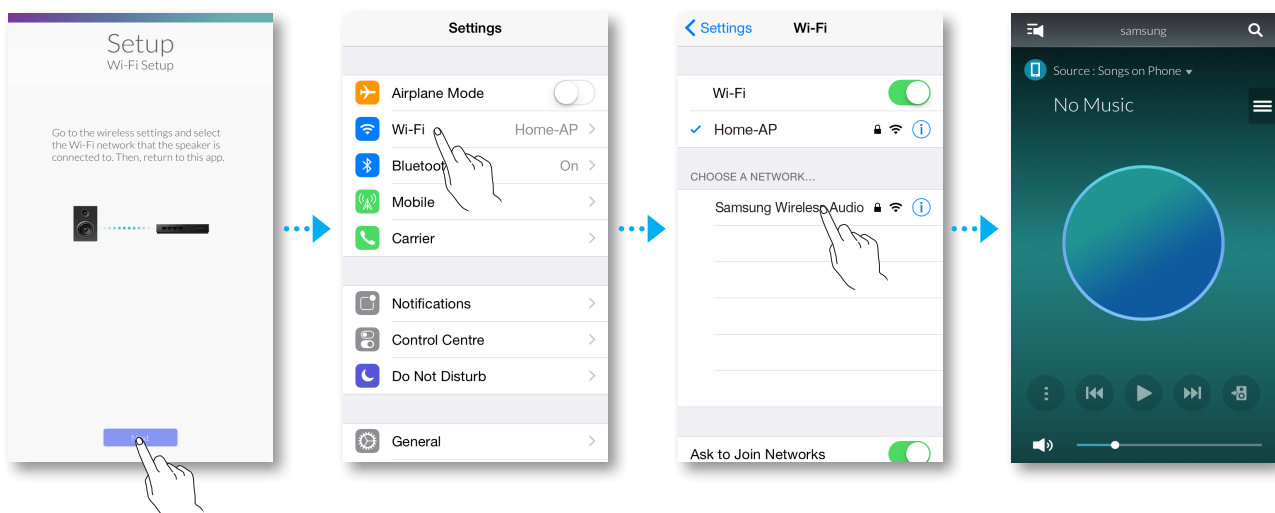 Setup
Wi-Fi Setup
Go to the wireless settings and select
the Wi-Fi network that the speaker is
connected to. Then, return to this app.
Settings
Airplane Mode
Wi-Fi Home-AP
On
Mobile
Carrier
Notifications
Control Centre
Do Not Disturb
General
Settings Wi-Fi
Wi-Fi
Home-AP
CHOOSE A NETWORK...
Samsung Wireless Audio
Ask to Join Networks
samsung
Source : Songs on Phone
No Music